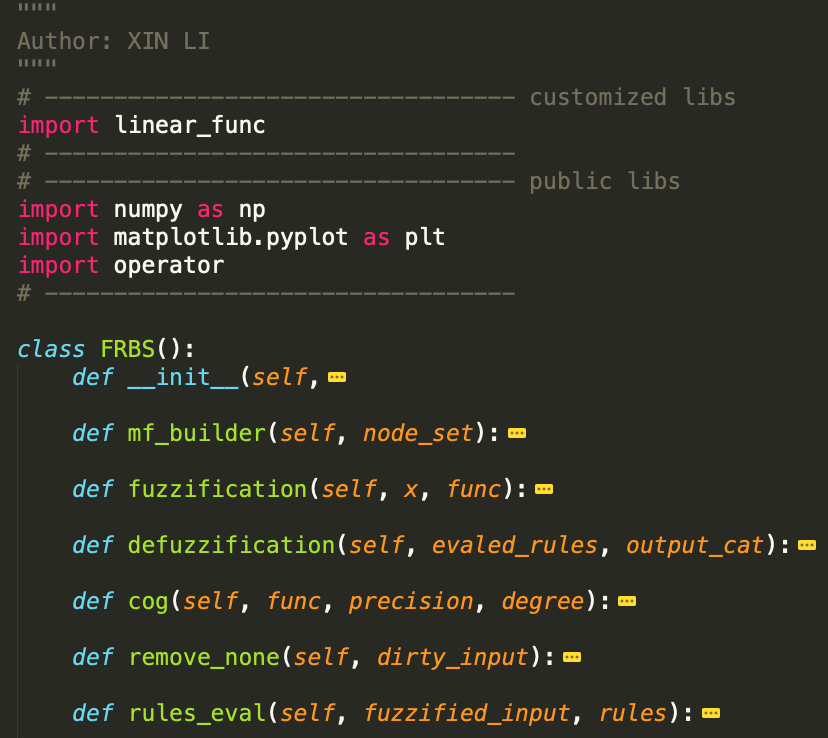 """
Author: XIN LI
"""
# ---------------------------------- customized libs
import linear_func
# ----------------------------------
# ---------------------------------- public libs
import numpy as np
import matplotlib.pyplot as plt
import operator
# ----------------------------------
class FRBS():
def __init__(self,
def mf_builder(self, node_set):
def fuzzification(self, x, func):
def defuzzification(self, evaled_rules, output_cat):
def cog(self, func, precision, degree):
def remove_none(self, dirty_input):
def rules_eval(self, fuzzified_input, rules):